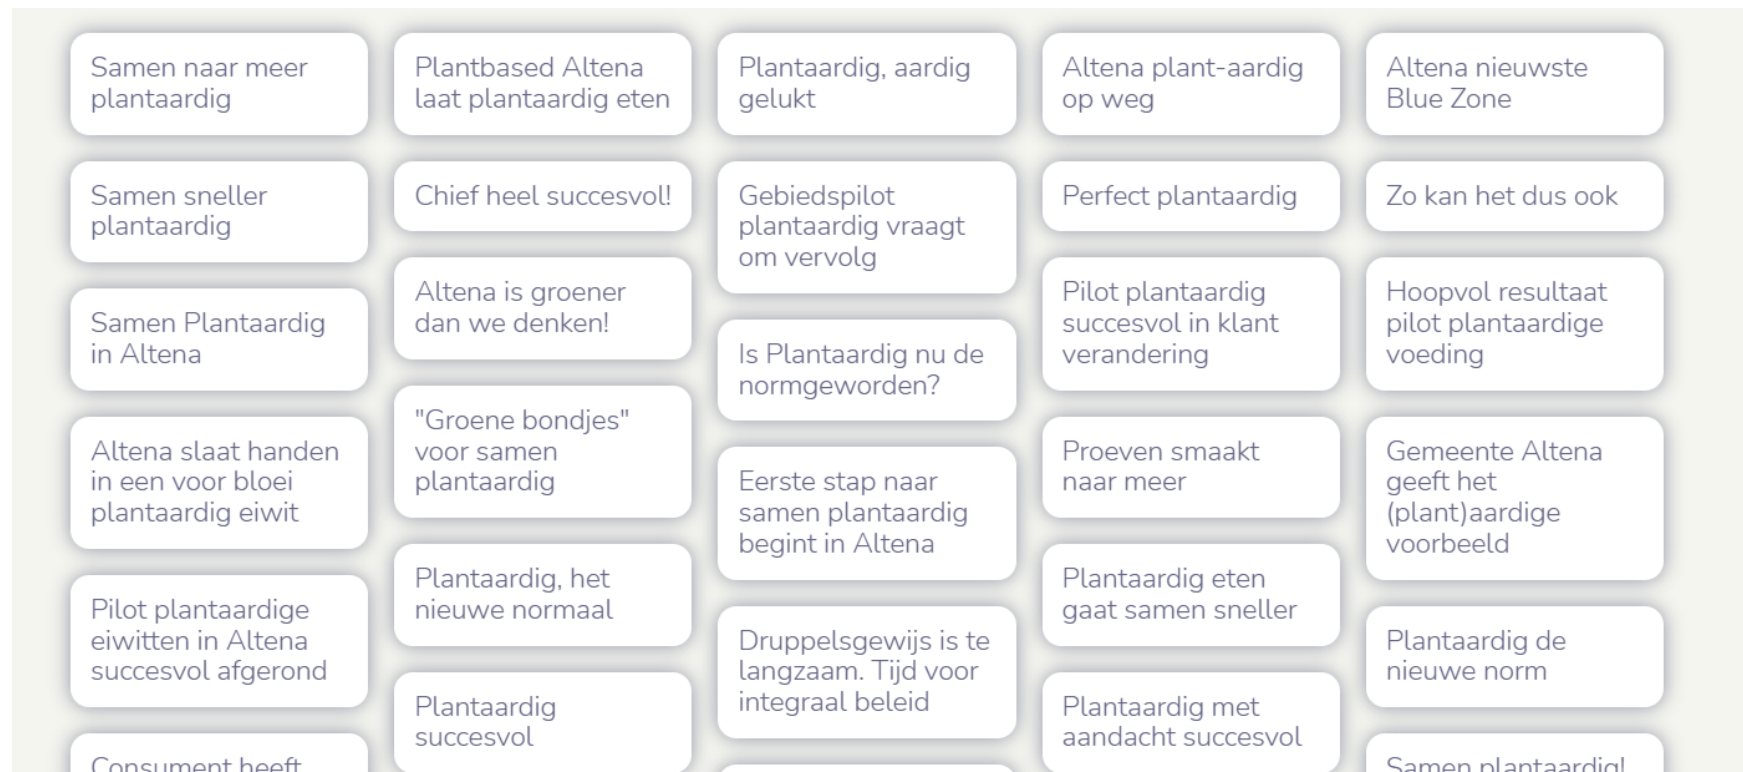 Samen naar meer
plantaardig
Samen sneller
plantaardig
Samen Plantaardig
in Altena
Altena slaat handen
in een voor bloei
plantaardig eiwit
Pilot plantaardige
eiwitten in Altena
succesvol afgerond
Consument heeft
Plantbased Altena
laat plantaardig eten
Chief heel succesvol!
Altena is groener
dan we denken!
"Groene bondjes"
voor samen
plantaardig
Plantaardig, het
nieuwe normaal
Plantaardig
succesvol
Plantaardig, aardig
gelukt
Gebiedspilot
plantaardig vraagt
om vervolg
Is Plantaardig nu de
normgeworden?
Eerste stap naar
samen plantaardig
begint in Altena
Druppelsgewijs is te
langzaam. Tijd voor
integraal beleid
Altena plant-aardig
op weg
Perfect plantaardig
Pilot plantaardig
succesvol in klant
verandering
Proeven smaakt
naar meer
Plantaardig eten
gaat samen sneller
Plantaardig met
aandacht succesvol
Altena nieuwste
Blue Zone
Zo kan het dus ook
Hoopvol resultaat
pilot plantaardige
voeding
Gemeente Altena
geeft het
(plant)aardige
voorbeeld
Plantaardig de
nieuwe norm
Samen plantaardig!